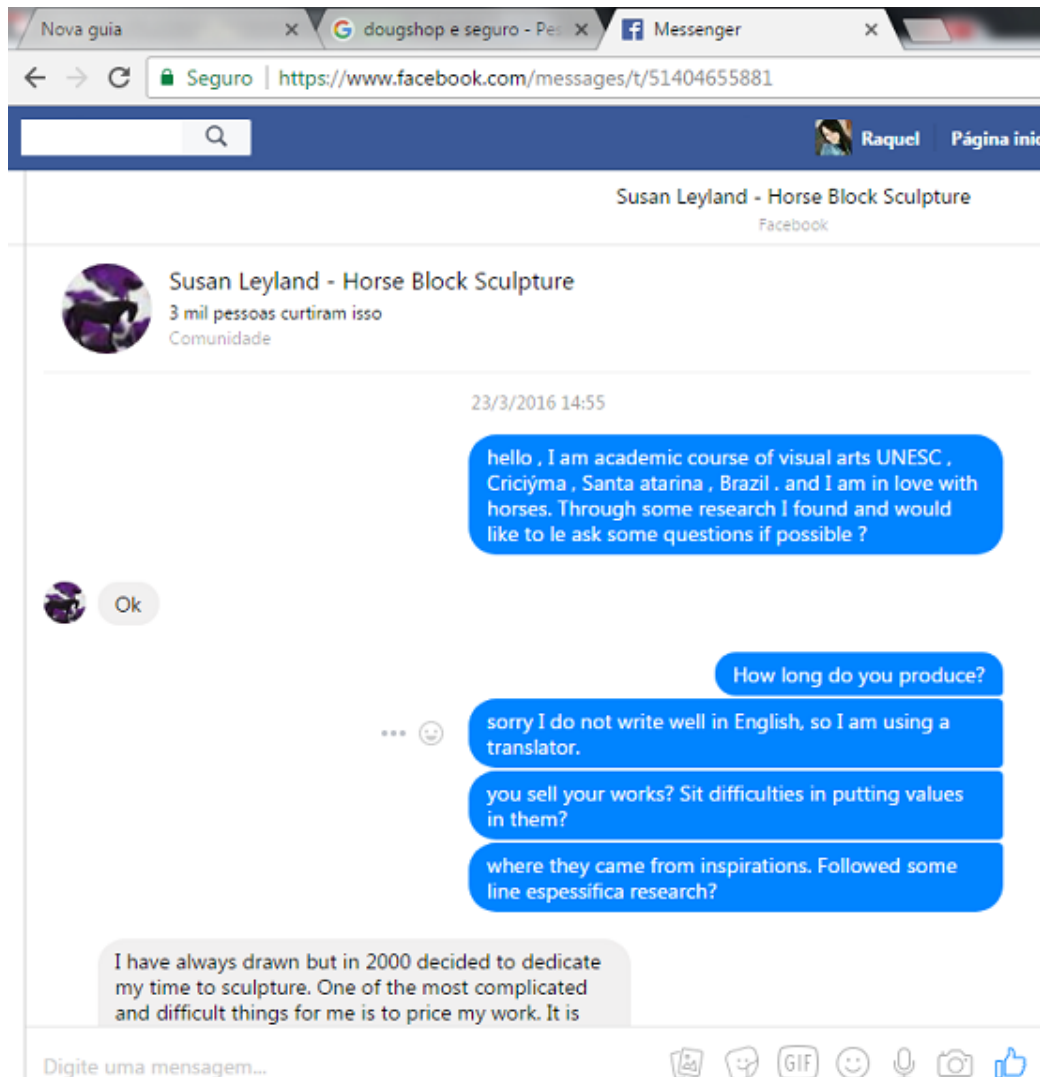 Nova guia
dougshop e seguro - Pes
Messenger
Seguro
https://www.facebook.com/messages/t/51404655881
Raquel
Página inic
Susan Leyland - Horse Block Sculpture
Facebook
Susan Leyland - Horse Block Sculpture
3 mil pessoas curtiram isso
Comunidade
23/3/2016 14:55
hello , I am academic course of visual arts UNESC ,
Criciýma , Santa atarina , Brazil . and I am in love with
horses. Through some research I found and would
like to le ask some questions if possible ?
Ok
How long do you produce?
sorry I do not write well in English, so I am using a
translator.
you sell your works? Sit difficulties in putting values
in them?
where they came from inspirations. Followed some
line espessífica research?
I have always drawn but in 2000 decided to dedicate
my time to sculpture. One of the most complicated
and difficult things for me is to price my work. It is
Digite uma mensagem...
GIF